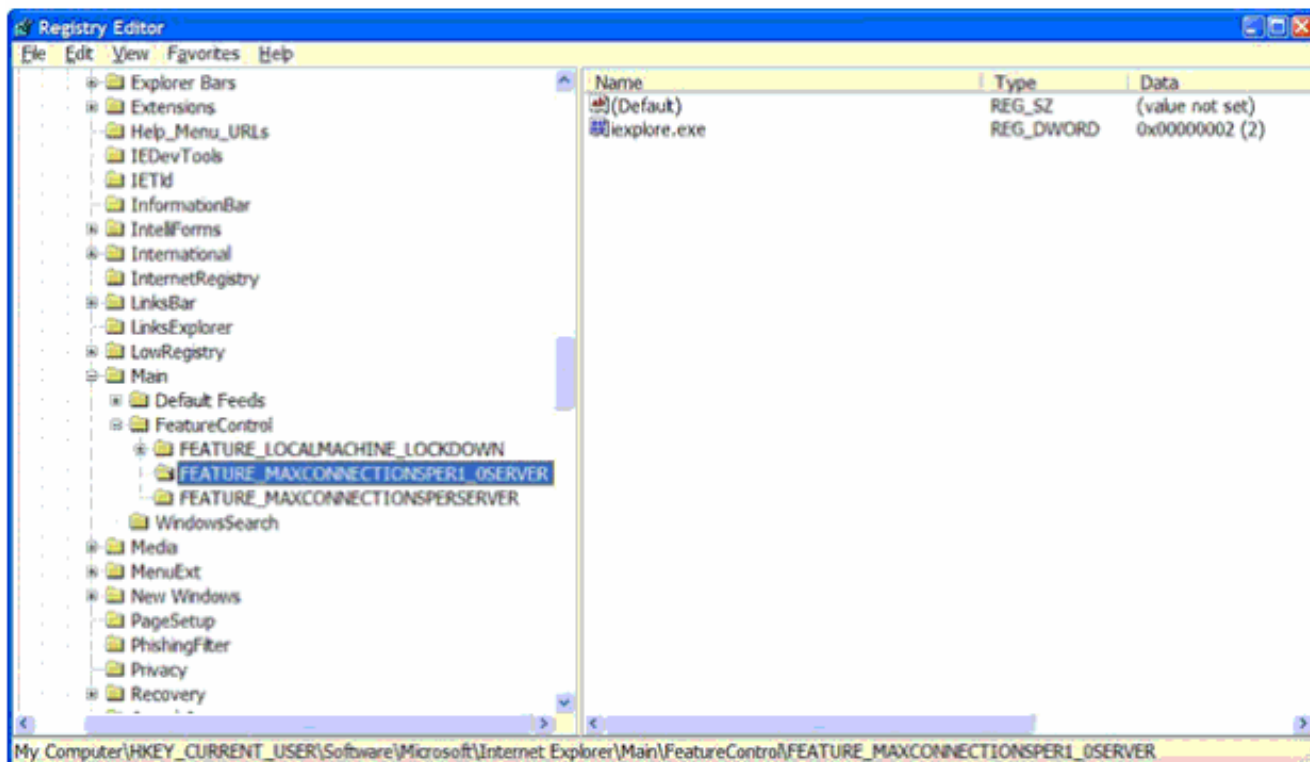 Registry Editor
File Edit View Favorites Help
Explorer Bars
Extensions
Help_Menu_URLs
IEDevTools
IETld
InformationBar
IntelliForms
International
InternetRegistry
LinksBar
LinksExplorer
LowRegistry
Main
Default Feeds
FeatureControl
FEATURE_LOCALMACHINE_LOCKDOWN
FEATURE_MAXCONNECTIONSPER1_0SERVER
FEATURE_MAXCONNECTIONSPERSERVER
WindowsSearch
Media
MenuExt
New Windows
PageSetup
PhishingFilter
Privacy
Recovery
Name Type Data
(Default) REG_SZ (value not set)
iexplore.exe REG_DWORD 0x00000002 (2)
My Computer\HKEY_CURRENT_USER\Software\Microsoft\Internet Explorer\Main\FeatureControl\FEATURE_MAXCONNECTIONSPER1_0SERVER